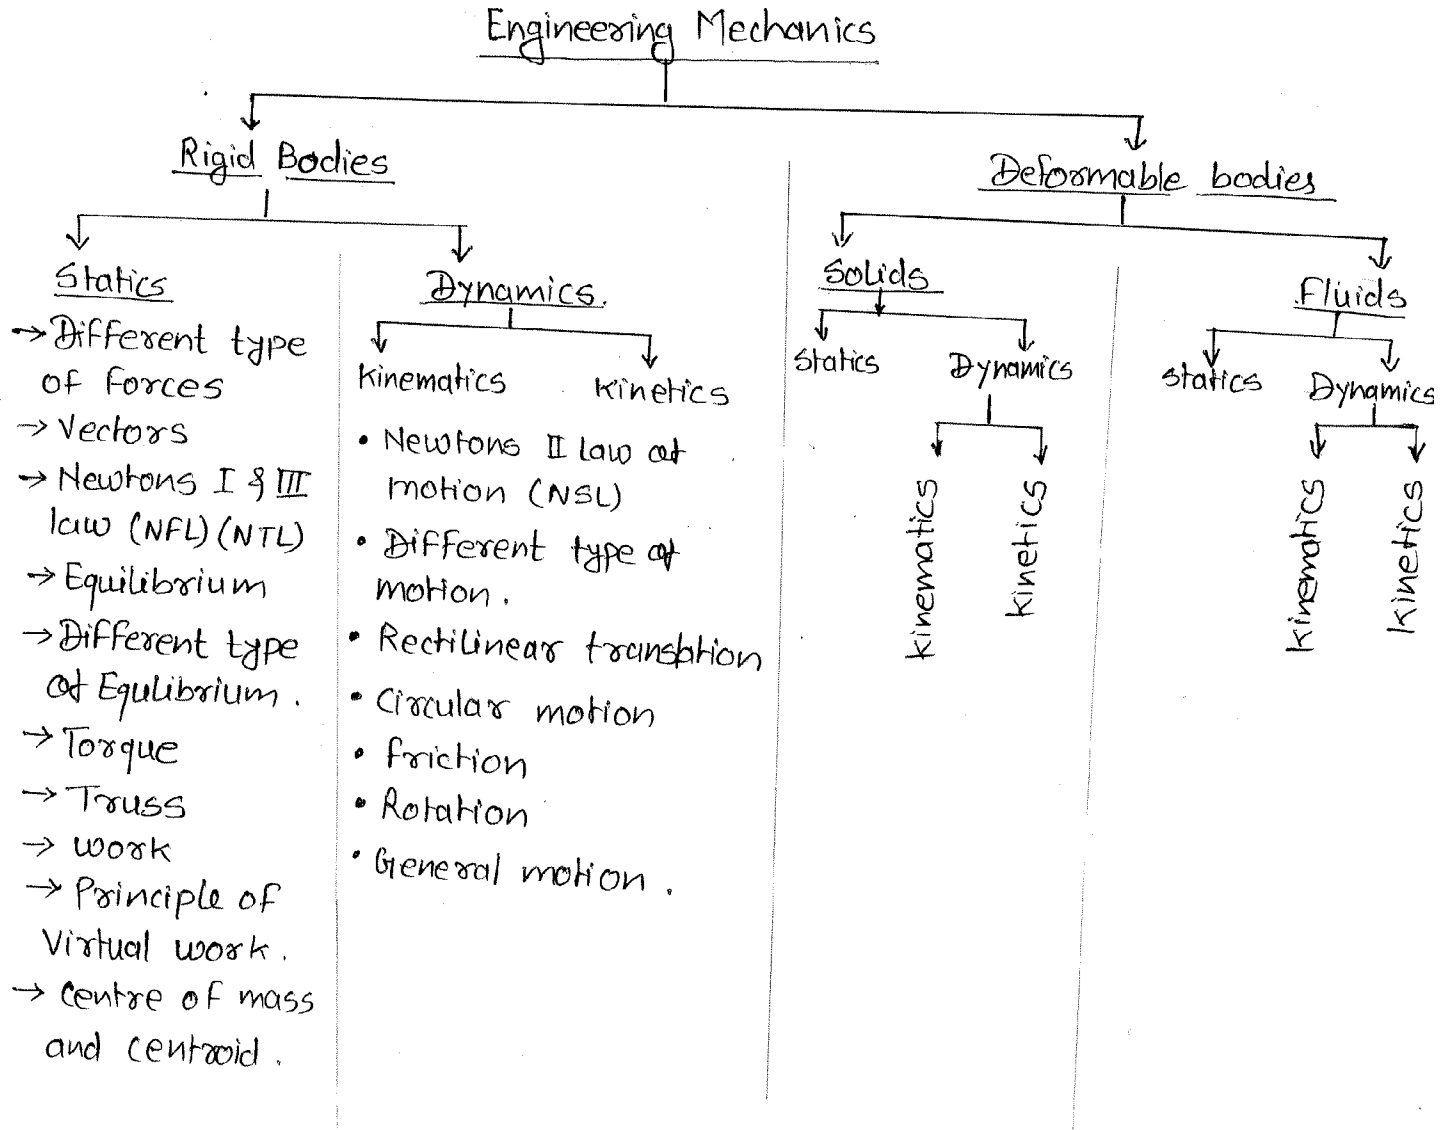 Engineering Mechanics
Rigid Bodies
Deformable bodies
Statics
→ Different type
of forces
→ Vectors
→ Newtons I & III
law (NFL) (NTL)
→ Equilibrium
→ Different type
of Equlibrium.
→ Torque
→ Truss
→ work
→ Principle of
Virtual work.
→ Centre of mass
and centroid.
Dynamics.
Kinematics
Kinetics
• Newtons II law of
motion (NSL)
• Different type of
motion.
• Rectilinear translation
• Circular motion
• friction
• Rotation
• General motion.
Solids
Statics
Dynamics
Kinematics
Kinetics
Fluids
Statics
Dynamics
Kinematics
Kinetics